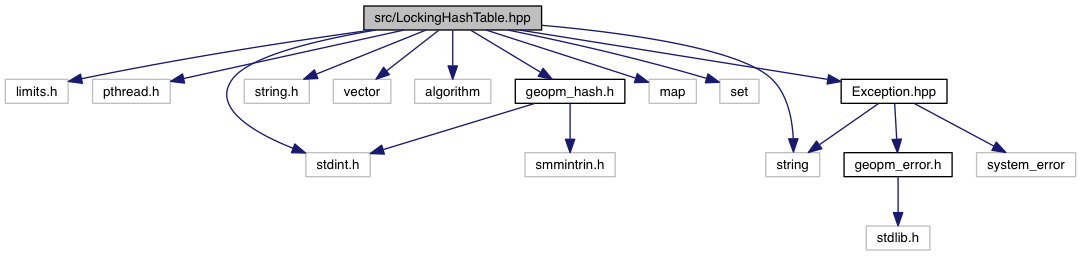 src/LockingHashTable.hpp
limits.h
pthread.h
string.h
vector
algorithm
geopm_hash.h
map
set
Exception.hpp
stdint.h
smmintrin.h
string
geopm_error.h
system_error
stdlib.h